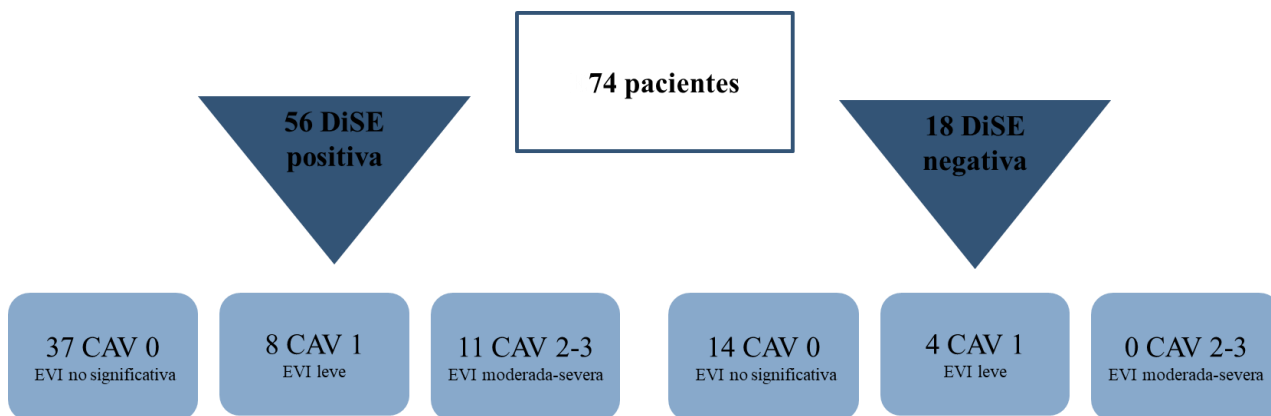 74 pacientes
56 DiSE
positiva
18 DiSE
negativa
37 CAV 0
EVI no significativa
8 CAV 1
EVI leve
11 CAV 2-3
EVI moderada-severa
14 CAV 0
EVI no significativa
4 CAV 1
EVI leve
0 CAV 2-3
EVI moderada-severa